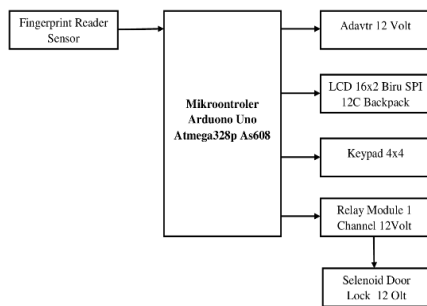 Fingerprint Reader
Sensor
Mikroontroler
Arduono Uno
Atmega328p As608
Adavtr 12 Volt
LCD 16x2 Biru SPI
12C Backpack
Keypad 4x4
Relay Module 1
Channel 12Volt
Selenoid Door
Lock 12 Olt